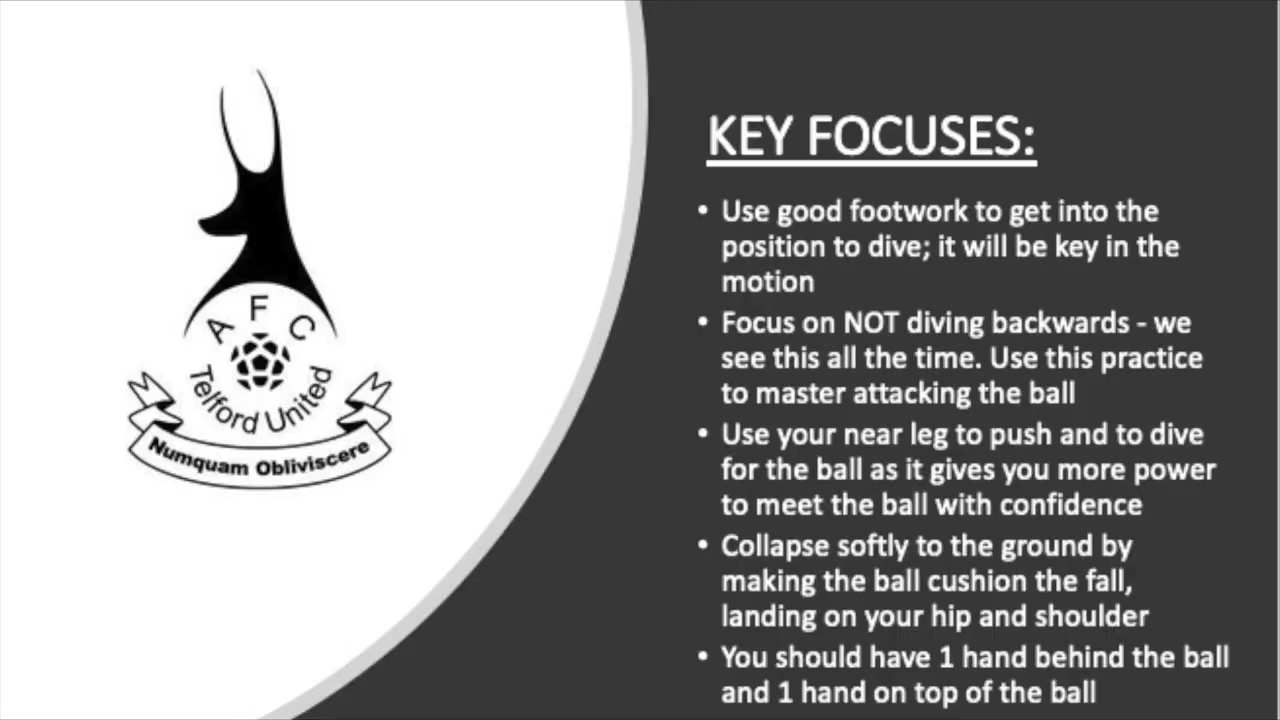 A F C
Telford United
Numquam Obliviscere
KEY FOCUSES:
• Use good footwork to get into the
position to dive; it will be key in the
motion
• Focus on NOT diving backwards - we
see this all the time. Use this practice
to master attacking the ball
• Use your near leg to push and to dive
for the ball as it gives you more power
to meet the ball with confidence
• Collapse softly to the ground by
making the ball cushion the fall,
landing on your hip and shoulder
• You should have 1 hand behind the ball
and 1 hand on top of the ball